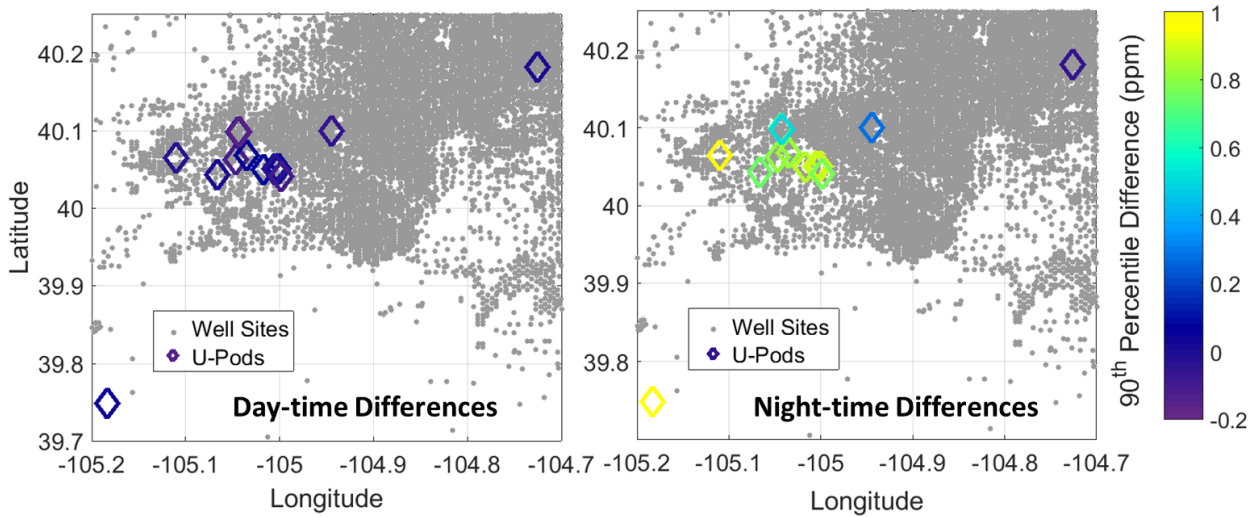 40.2
40.1
40
39.9
39.8
39.7
Latitude
Well Sites
U-Pods
Day-time Differences
-105.2 -105.1 -105 -104.9 -104.8 -104.7
Longitude
40.2
40.1
40
39.9
39.8
Well Sites
U-Pods
Night-time Differences
-105.2 -105.1 -105 -104.9 -104.8 -104.7
Longitude
90th Percentile Difference (ppm)
1
0.8
0.6
0.4
0.2
0
-0.2